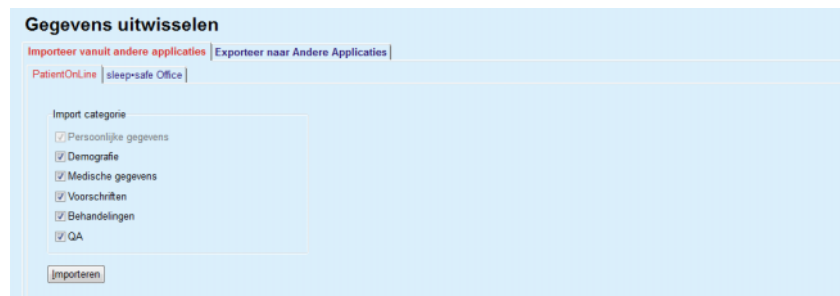 Gegevens uitwisselen
Importeer vanuit andere applicaties Exporteer naar Andere Applicaties
PatientOnLine sleep•safe Office
Import categorie
Persoonlijke gegevens
Demografie
Medische gegevens
Voorschriften
Behandelingen
QA
Importeren